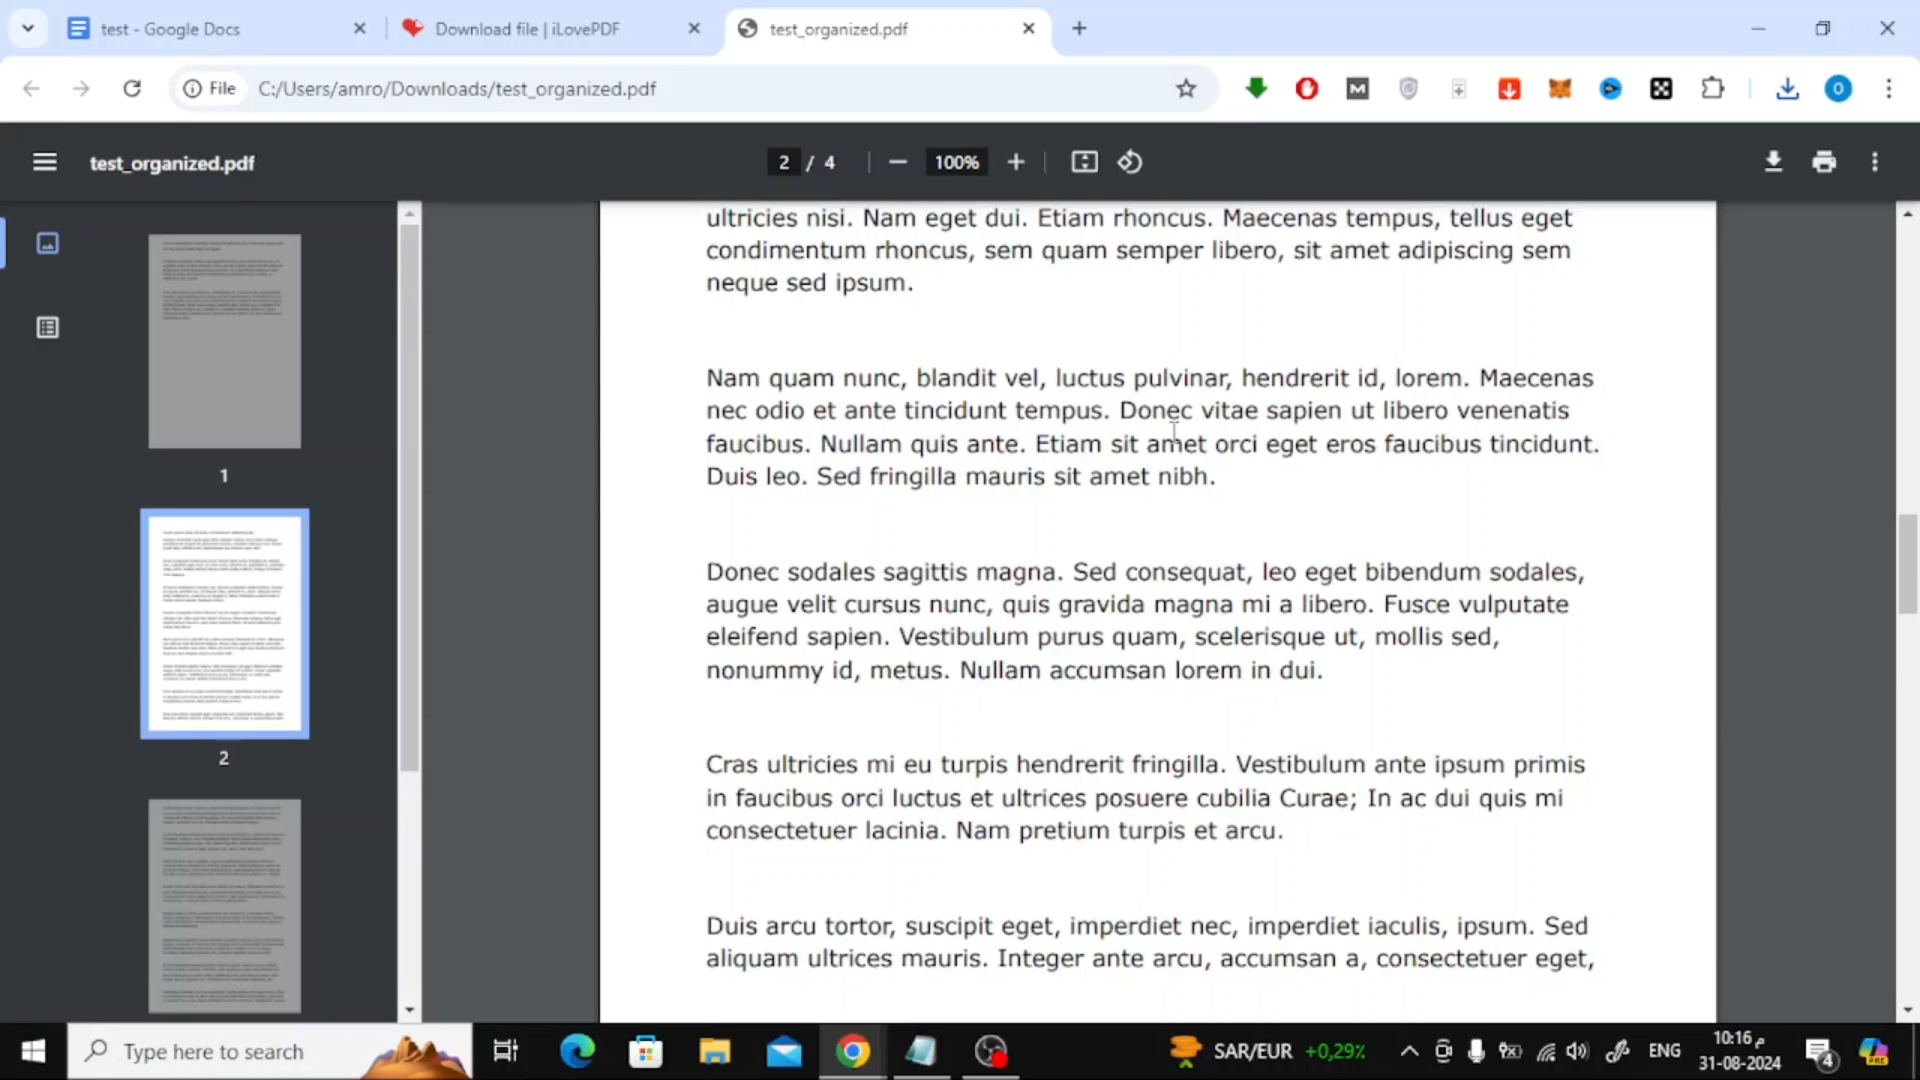 test - Google Docs
Download file | iLovePDF
test_organized.pdf
File
C:/Users/amro/Downloads/test_organized.pdf
O
test_organized.pdf
2 / 4
100%
1
2
ultricies nisi. Nam eget dui. Etiam rhoncus. Maecenas tempus, tellus eget
condimentum rhoncus, sem quam semper libero, sit amet adipiscing sem
neque sed ipsum.
Nam quam nunc, blandit vel, luctus pulvinar, hendrerit id, lorem. Maecenas
nec odio et ante tincidunt tempus. Donec vitae sapien ut libero venenatis
faucibus. Nullam quis ante. Etiam sit amet orci eget eros faucibus tincidunt.
Duis leo. Sed fringilla mauris sit amet nibh.
Donec sodales sagittis magna. Sed consequat, leo eget bibendum sodales,
augue velit cursus nunc, quis gravida magna mi a libero. Fusce vulputate
eleifend sapien. Vestibulum purus quam, scelerisque ut, mollis sed,
nonummy id, metus. Nullam accumsan lorem in dui.
Cras ultricies mi eu turpis hendrerit fringilla. Vestibulum ante ipsum primis
in faucibus orci luctus et ultrices posuere cubilia Curae; In ac dui quis mi
consectetuer lacinia. Nam pretium turpis et arcu.
Duis arcu tortor, suscipit eget, imperdiet nec, imperdiet iaculis, ipsum. Sed
aliquam ultrices mauris. Integer ante arcu, accumsan a, consectetuer eget,
Type here to search
SAR/EUR +0,29%
ENG
10:16 م
31-08-2024
4
PRE